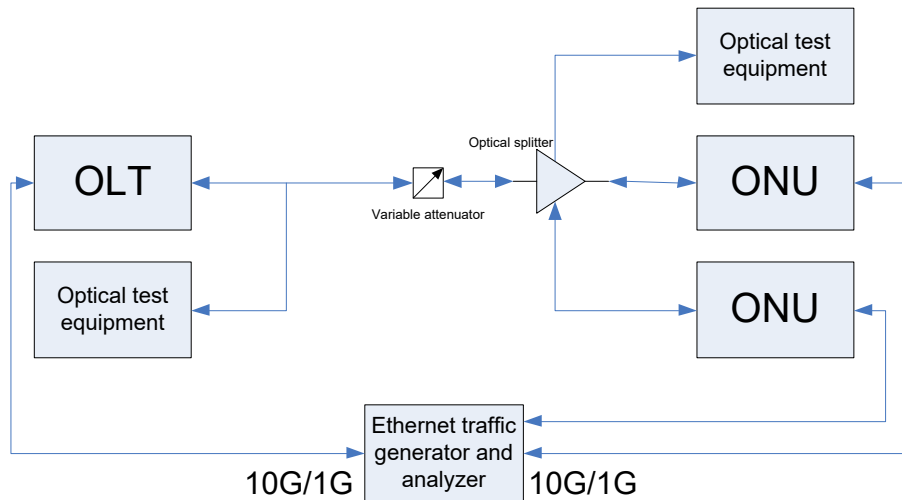 Optical test
equipment
Optical splitter
OLT
ONU
Variable attenuator
Optical test
equipment
ONU
Ethernet traffic
generator and
analyzer
10G/1G
10G/1G